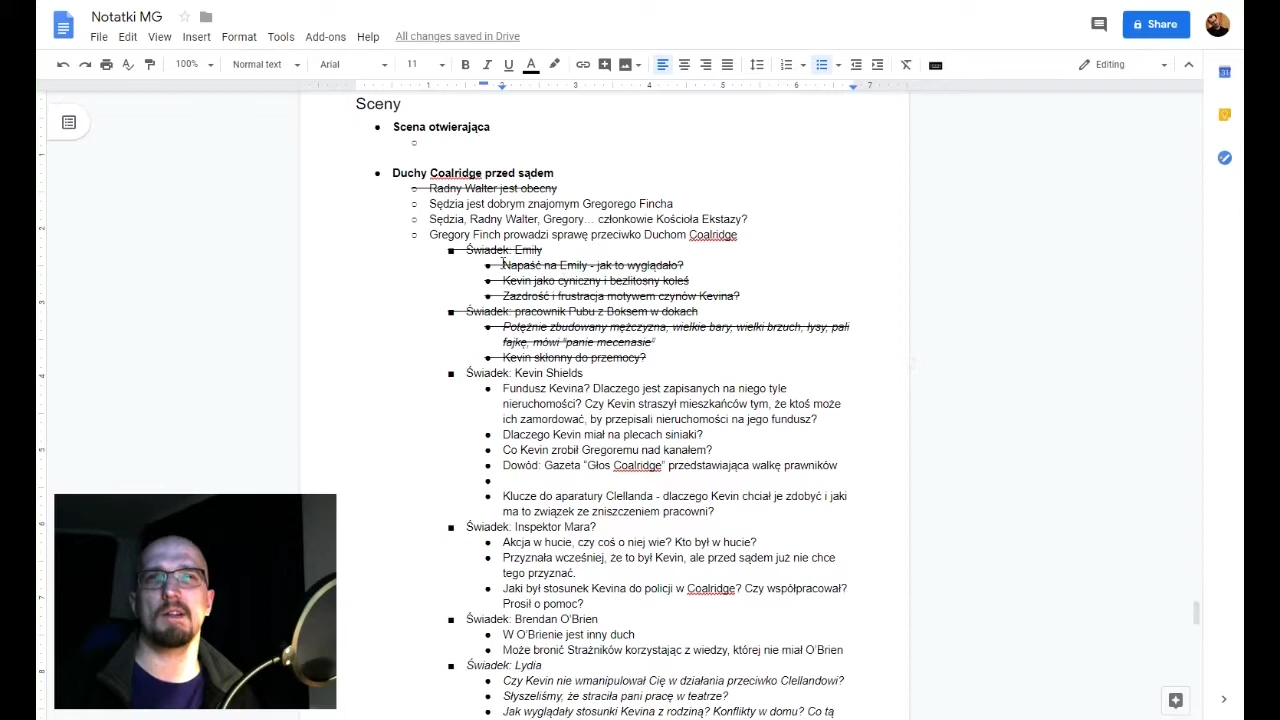 Notatki MG
File Edit View Insert Format Tools Add-ons Help All changes saved in Drive
Share
100% Normal text Arial 11 B I U A Editing
1 2 3 4 5 6 7
Sceny
Scena otwierająca
Duchy Coalridge przed sądem
Radny Walter jest obecny
Sędzia jest dobrym znajomym Gregorego Fincha
Sędzia, Radny Walter, Gregory... członkowie Kościoła Ekstazy?
Gregory Finch prowadzi sprawę przeciwko Duchom Coalridge
Świadek: Emily
Napaść na Emily - jak to wyglądało?
Kevin jako cyniczny i bezlitosny koleś
Zazdrość i frustracja motywem czynów Kevina?
Świadek: pracownik Pubu z Boksem w dokach
Potężnie zbudowany mężczyzna, wielkie bary, wielki brzuch, łysy, pali
fajkę, mówi "panie mecenasie"
Kevin skłonny do przemocy?
Świadek: Kevin Shields
Fundusz Kevina? Dlaczego jest zapisanych na niego tyle
nieruchomości? Czy Kevin straszył mieszkańców tym, że ktoś może
ich zamordować, by przepisali nieruchomości na jego fundusz?
Dlaczego Kevin miał na plecach siniaki?
Co Kevin zrobił Gregoremu nad kanałem?
Dowód: Gazeta "Głos Coalridge" przedstawiająca walkę prawników
Klucze do aparatury Cllelanda - dlaczego Kevin chciał je zdobyć i jaki
ma to związek ze zniszczeniem pracowni?
Świadek: Inspektor Mara?
Akcja w hucie, czy coś o niej wie? Kto był w hucie?
Przyznała wcześniej, że to był Kevin, ale przed sądem już nie chce
tego przyznać.
Jaki był stosunek Kevina do policji w Coalridge? Czy współpracował?
Prosił o pomoc?
Świadek: Brendan O'Brien
W O'Brienie jest inny duch
Może bronić Strażników korzystając z wiedzy, której nie miał O'Brien
Świadek: Lydia
Czy Kevin nie wmanipulował Cię w działania przeciwko Clellandowi?
Słyszeliśmy, że straciła pani pracę w teatrze?
Jak wyglądały stosunki Kevina z rodziną? Konflikty w domu? Co tą